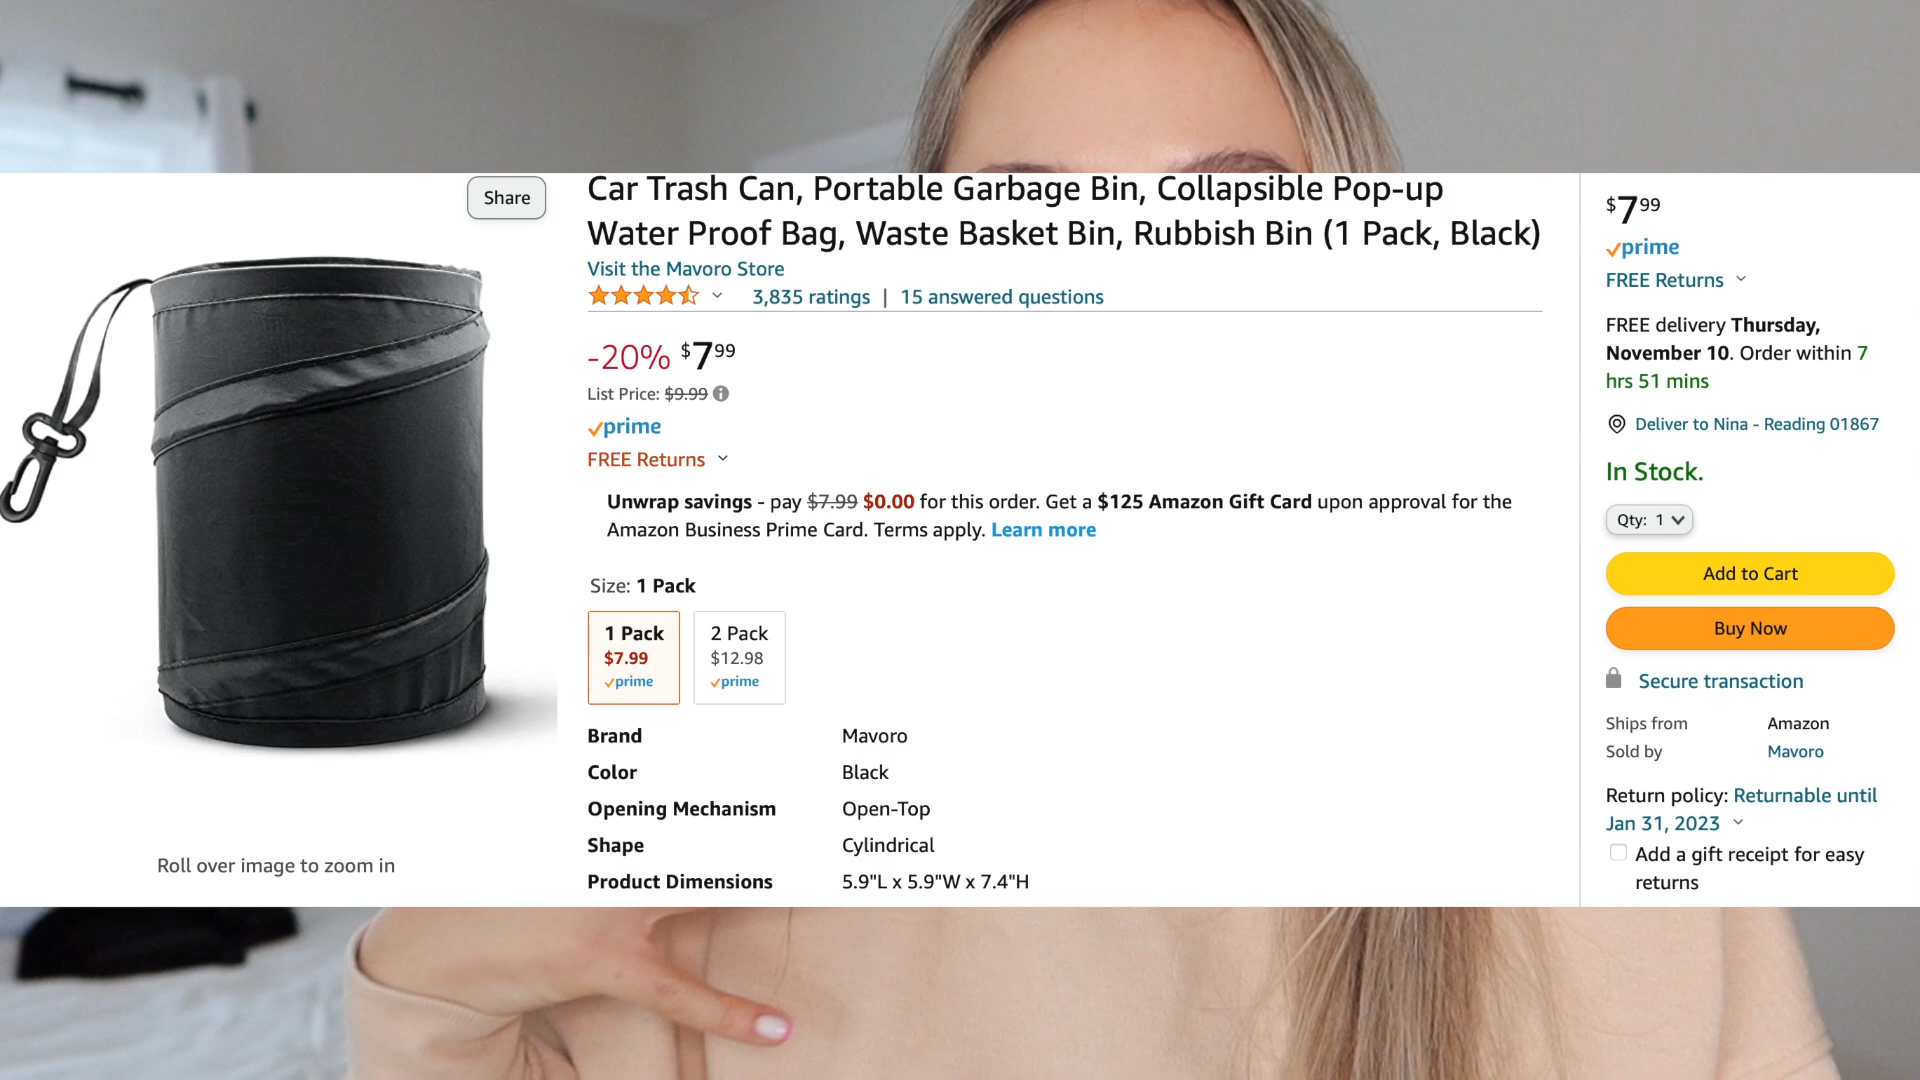 Share
Car Trash Can, Portable Garbage Bin, Collapsible Pop-up
Water Proof Bag, Waste Basket Bin, Rubbish Bin (1 Pack, Black)
Visit the Mavoro Store
3,835 ratings | 15 answered questions
-20% $799
List Price: $9.99
prime
FREE Returns
Unwrap savings - pay $7.99 $0.00 for this order. Get a $125 Amazon Gift Card upon approval for the
Amazon Business Prime Card. Terms apply. Learn more
Size: 1 Pack
1 Pack
$7.99
prime
2 Pack
$12.98
prime
Brand Mavoro
Color Black
Opening Mechanism Open-Top
Shape Cylindrical
Product Dimensions 5.9"L x 5.9"W x 7.4"H
Roll over image to zoom in
$799
prime
FREE Returns
FREE delivery Thursday,
November 10. Order within 7
hrs 51 mins
Deliver to Nina - Reading 01867
In Stock.
Qty: 1
Add to Cart
Buy Now
Secure transaction
Ships from Amazon
Sold by Mavoro
Return policy: Returnable until
Jan 31, 2023
Add a gift receipt for easy
returns